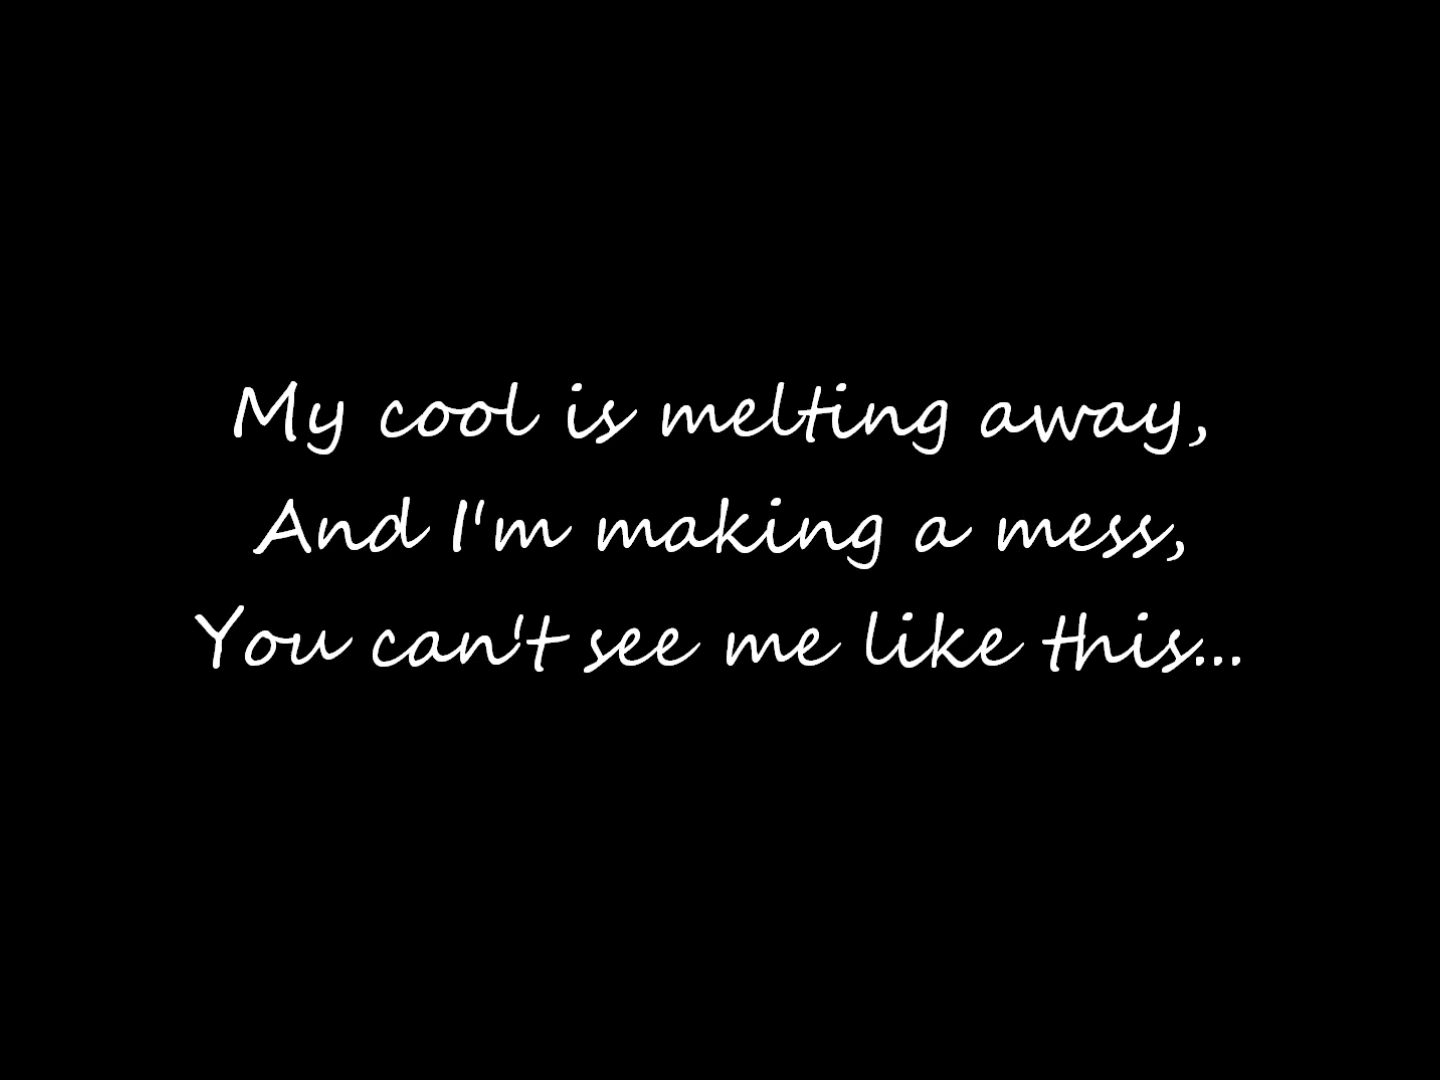 My cool is melting away,
And I'm making a mess,
You can't see me like this...